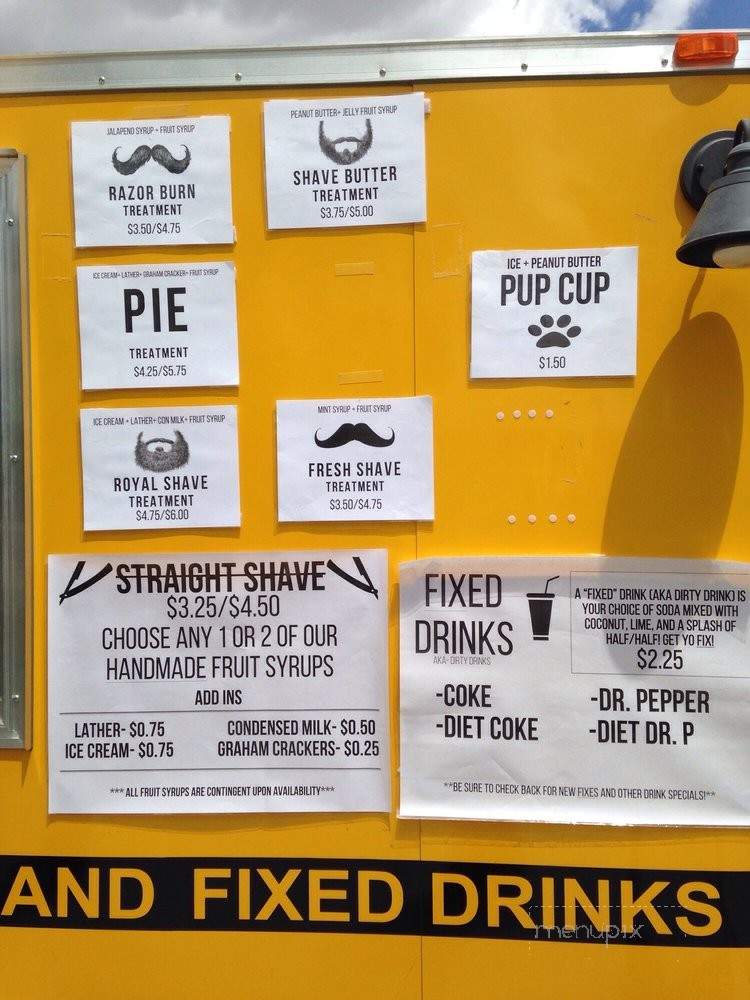 JALAPENO SYRUP + FRUIT SYRUP
RAZOR BURN
TREATMENT
$3.50/$4.75
PEANUT BUTTER+ JELLY FRUIT SYRUP
SHAVE BUTTER
TREATMENT
$3.75/$5.00
ICE CREAM+ LATHER+ GRAHAM CRACKER+ FRUIT SYRUP
PIE
TREATMENT
$4.25/$5.75
ICE + PEANUT BUTTER
PUP CUP
$1.50
ICE CREAM + LATHER+ CON MILK+ FRUIT SYRUP
ROYAL SHAVE
TREATMENT
$4.75/$6.00
MINT SYRUP + FRUIT SYRUP
FRESH SHAVE
TREATMENT
$3.50/$4.75
STRAIGHT SHAVE
$3.25/$4.50
CHOOSE ANY 1 OR 2 OF OUR
HANDMADE FRUIT SYRUPS
ADD INS
LATHER- $0.75 CONDENSED MILK- $0.50
ICE CREAM- $0.75 GRAHAM CRACKERS- $0.25
*** ALL FRUIT SYRUPS ARE CONTINGENT UPON AVAILABILITY***
FIXED
DRINKS
AKA- DIRTY DRINKS
A "FIXED" DRINK (AKA DIRTY DRINK) IS
YOUR CHOICE OF SODA MIXED WITH
COCONUT, LIME, AND A SPLASH OF
HALF/HALF! GET YO FIX!
$2.25
-COKE -DR. PEPPER
-DIET COKE -DIET DR. P
**BE SURE TO CHECK BACK FOR NEW FIXES AND OTHER DRINK SPECIALS!**
AND FIXED DRINKS
menupix